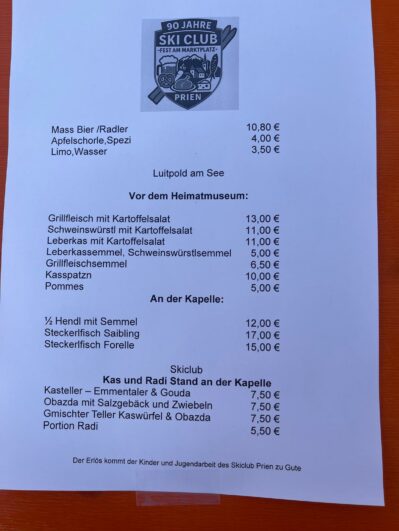 90 JAHRE
SKI CLUB
-FEST AM MARKTPLATZ-
PRIEN
Mass Bier /Radler 10,80 €
Apfelschorle,Spezi 4,00 €
Limo,Wasser 3,50 €
Luitpold am See
Vor dem Heimatmuseum:
Grillfleisch mit Kartoffelsalat 13,00 €
Schweinswürstl mit Kartoffelsalat 11,00 €
Leberkas mit Kartoffelsalat 11,00 €
Leberkassemmel, Schweinswürstlsemmel 5,00 €
Grillfleischsemmel 6,50 €
Kasspatzn 10,00 €
Pommes 5,00 €
An der Kapelle:
½ Hendl mit Semmel 12,00 €
Steckerlfisch Saibling 17,00 €
Steckerlfisch Forelle 15,00 €
Skiclub
Kas und Radi Stand an der Kapelle
Kasteller – Emmentaler & Gouda 7,50 €
Obazda mit Salzgebäck und Zwiebeln 7,50 €
Gmischter Teller Kaswürfel & Obazda 7,50 €
Portion Radi 5,50 €
Der Erlös kommt der Kinder und Jugendarbeit des Skiclub Prien zu Gute